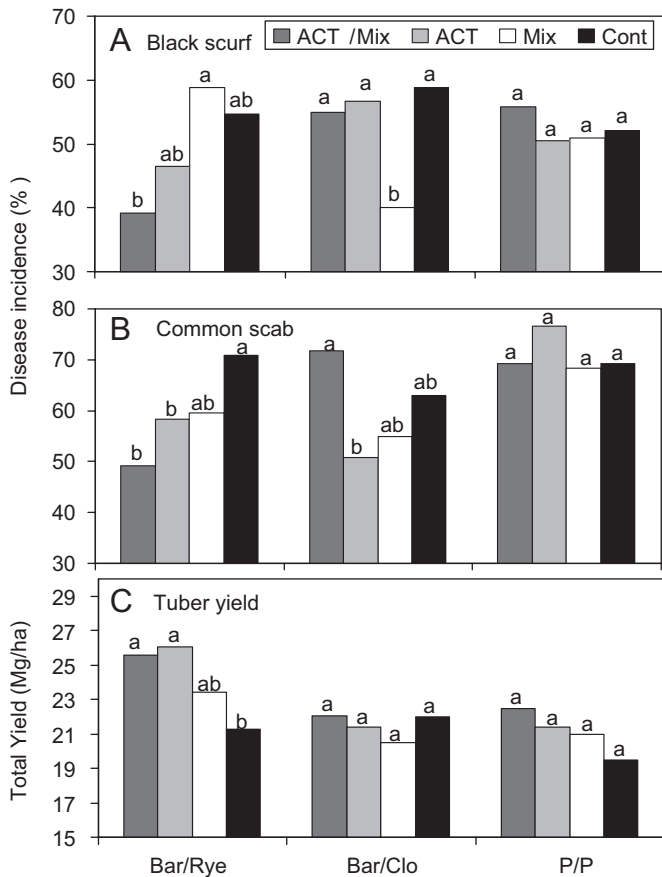 70
A Black scurf
ACT /Mix ACT Mix Cont
60
50
40
30
b ab a ab
a a b a
a a a a
Disease incidence (%)
80
B Common scab
70
60
50
40
30
b b ab a
a b ab ab
a a a a
29
C Tuber yield
27
25
23
21
19
17
15
a a ab b
a a a a
a a a a
Total Yield (Mg/ha)
Bar/Rye Bar/Clo P/P